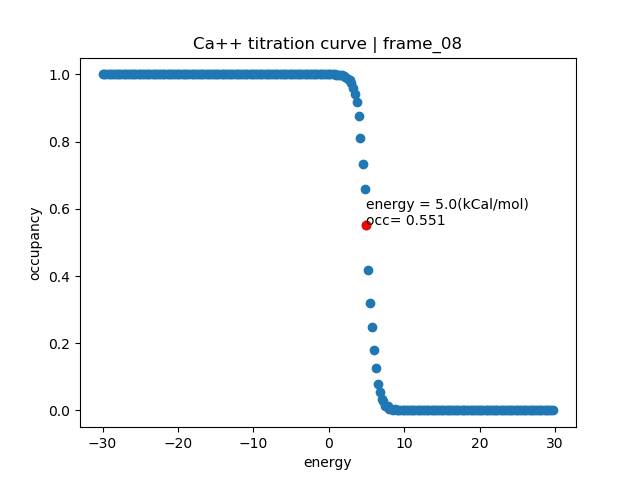 Ca++ titration curve | frame_08
1.0
0.8
0.6
0.4
0.2
0.0
occupancy
energy = 5.0(kCal/mol)
occ= 0.551
−30
−20
−10
0
10
20
30
energy